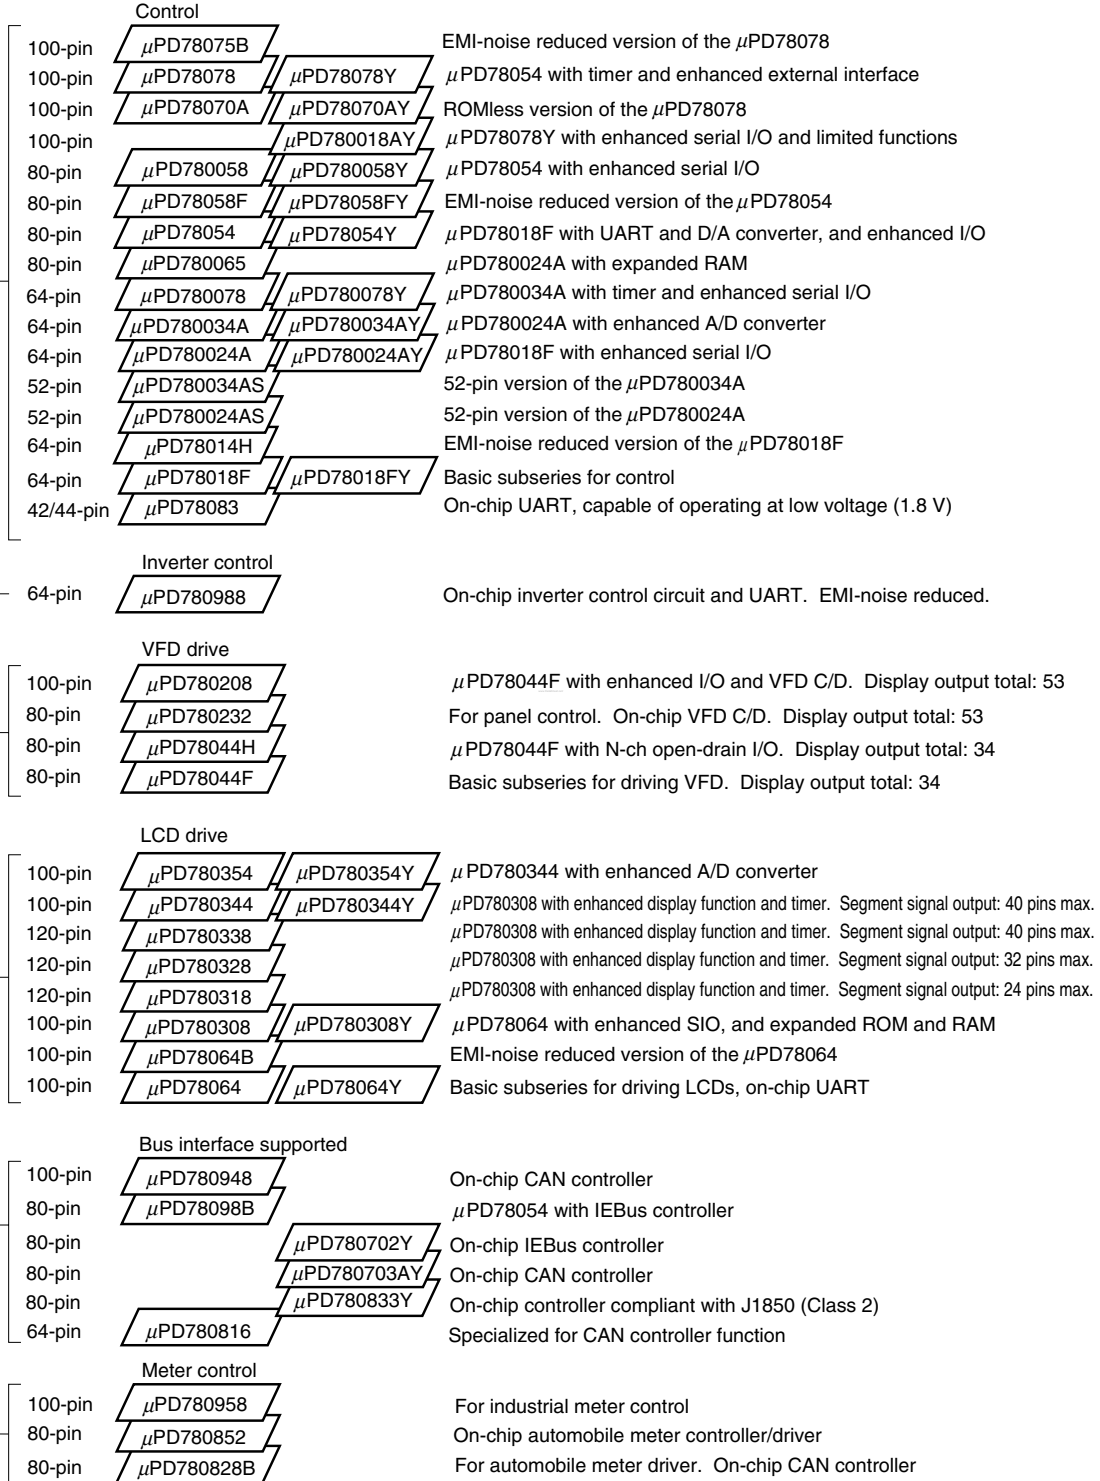 Control
100-pin μPD78075B EMI-noise reduced version of the μPD78078
100-pin μPD78078 μPD78078Y μPD78054 with timer and enhanced external interface
100-pin μPD78070A μPD78070AY ROMless version of the μPD78078
100-pin μPD780018AY μPD78078Y with enhanced serial I/O and limited functions
80-pin μPD780058 μPD780058Y μPD78054 with enhanced serial I/O
80-pin μPD78058F μPD78058FY EMI-noise reduced version of the μPD78054
80-pin μPD78054 μPD78054Y μPD78018F with UART and D/A converter, and enhanced I/O
80-pin μPD780065 μPD780024A with expanded RAM
64-pin μPD780078 μPD780078Y μPD780034A with timer and enhanced serial I/O
64-pin μPD780034A μPD780034AY μPD780024A with enhanced A/D converter
64-pin μPD780024A μPD780024AY μPD78018F with enhanced serial I/O
52-pin μPD780034AS 52-pin version of the μPD780034A
52-pin μPD780024AS 52-pin version of the μPD780024A
64-pin μPD78014H EMI-noise reduced version of the μPD78018F
64-pin μPD78018F μPD78018FY Basic subseries for control
42/44-pin μPD78083 On-chip UART, capable of operating at low voltage (1.8 V)
Inverter control
64-pin μPD780988 On-chip inverter control circuit and UART. EMI-noise reduced.
VFD drive
100-pin μPD780208 μPD78044F with enhanced I/O and VFD C/D. Display output total: 53
80-pin μPD780232 For panel control. On-chip VFD C/D. Display output total: 53
80-pin μPD78044H μPD78044F with N-ch open-drain I/O. Display output total: 34
80-pin μPD78044F Basic subseries for driving VFD. Display output total: 34
LCD drive
100-pin μPD780354 μPD780354Y μPD780344 with enhanced A/D converter
100-pin μPD780344 μPD780344Y μPD780308 with enhanced display function and timer. Segment signal output: 40 pins max.
120-pin μPD780338 μPD780308 with enhanced display function and timer. Segment signal output: 40 pins max.
120-pin μPD780328 μPD780308 with enhanced display function and timer. Segment signal output: 32 pins max.
120-pin μPD780318 μPD780308 with enhanced display function and timer. Segment signal output: 24 pins max.
100-pin μPD780308 μPD780308Y μPD78064 with enhanced SIO, and expanded ROM and RAM
100-pin μPD78064B EMI-noise reduced version of the μPD78064
100-pin μPD78064 μPD78064Y Basic subseries for driving LCDs, on-chip UART
Bus interface supported
100-pin μPD780948 On-chip CAN controller
80-pin μPD78098B μPD78054 with IEBus controller
80-pin μPD780702Y On-chip IEBus controller
80-pin μPD780703AY On-chip CAN controller
80-pin μPD780833Y On-chip controller compliant with J1850 (Class 2)
64-pin μPD780816 Specialized for CAN controller function
Meter control
100-pin μPD780958 For industrial meter control
80-pin μPD780852 On-chip automobile meter controller/driver
80-pin μPD780828B For automobile meter driver. On-chip CAN controller